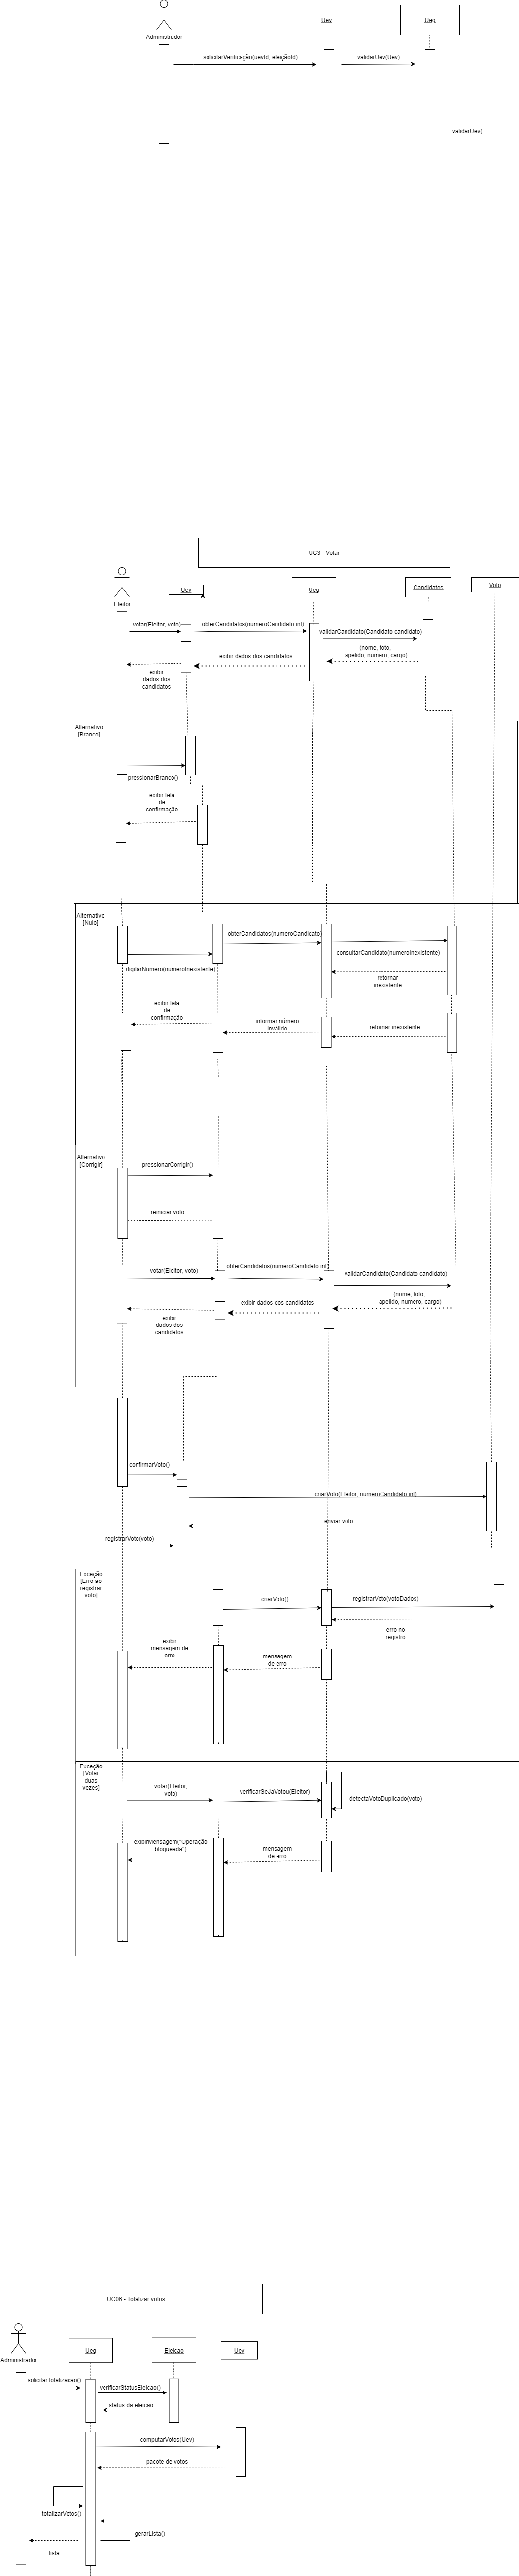 Administrador
Uev
Ueg
solicitarVerificação(uevId, eleiçãoId)
validarUev(Uev)
validarUev(
UC3 - Votar
Eleitor
Uev
Ueg
Candidatos
Voto
votar(Eleitor, voto)
obterCandidatos(numeroCandidato int)
validarCandidato(Candidato candidato)
exibir
dados dos
candidatos
exibir dados dos candidatos
(nome, foto,
apelido, numero, cargo)
Alternativo
[Branco]
pressionarBranco()
exibir tela
de
confirmação
Alternativo
[Nulo]
digitarNumero(numeroInexistente)
obterCandidatos(numeroCandidato
consultarCandidato(numeroInexistente)
retornar
inexistente
exibir tela
de
confirmação
informar número
inválido
retornar inexistente
Alternativo
[Corrigir]
pressionarCorrigir()
reiniciar voto
votar(Eleitor, voto)
obterCandidatos(numeroCandidato int)
validarCandidato(Candidato candidato)
exibir
dados dos
candidatos
exibir dados dos candidatos
(nome, foto,
apelido, numero, cargo)
confirmarVoto()
criarVoto(Eleitor, numeroCandidato int)
enviar voto
registrarVoto(voto)
Exceção
[Erro ao
registrar
voto]
criarVoto()
registrarVoto(votoDados)
erro no
registro
exibir
mensagem de
erro
mensagem
de erro
Exceção
[Votar
duas
vezes]
votar(Eleitor,
voto)
verificarSeJaVotou(Eleitor)
detectaVotoDuplicado(voto)
exibirMensagem("Operação
bloqueada")
mensagem
de erro
UC06 - Totalizar votos
Administrador
Ueg
Eleicao
Uev
solicitarTotalizacao()
verificarStatusEleicao()
status da eleicao
computarVotos(Uev)
pacote de votos
totalizarVotos()
gerarLista()
lista